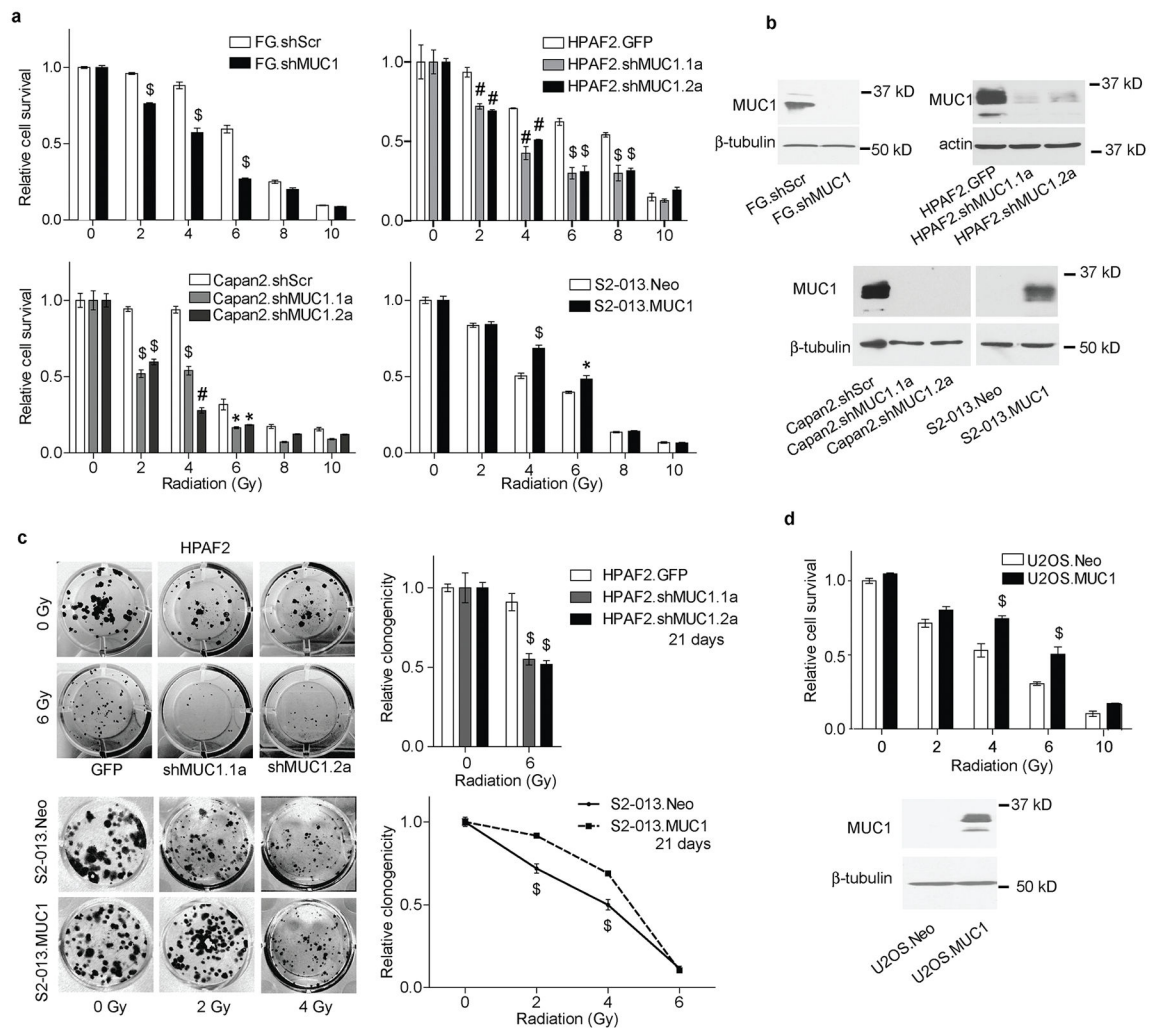 a
Relative cell survival
1.0
0.5
0.0
FG.shScr
FG.shMUC1
$
$
$
0 2 4 6 8 10
1.0
0.5
0.0
HPAF2.GFP
HPAF2.shMUC1.1a
HPAF2.shMUC1.2a
# #
# #
$ $
$ $
0 2 4 6 8 10
Relative cell survival
1.0
0.5
0.0
Capan2.shScr
Capan2.shMUC1.1a
Capan2.shMUC1.2a
$ $
$ #
* *
0 2 4 6 8 10
Radiation (Gy)
1.0
0.5
0.0
S2-013.Neo
S2-013.MUC1
$
*
0 2 4 6 8 10
Radiation (Gy)
b
MUC1
37 kD
β-tubulin
50 kD
FG.shScr
FG.shMUC1
MUC1
37 kD
actin
37 kD
HPAF2.GFP
HPAF2.shMUC1.1a
HPAF2.shMUC1.2a
MUC1
37 kD
β-tubulin
50 kD
Capan2.shScr
Capan2.shMUC1.1a
Capan2.shMUC1.2a
S2-013.Neo
S2-013.MUC1
c
HPAF2
0 Gy
6 Gy
GFP shMUC1.1a shMUC1.2a
S2-013.Neo
S2-013.MUC1
0 Gy 2 Gy 4 Gy
Relative clonogenicity
1.0
0.5
0.0
HPAF2.GFP
HPAF2.shMUC1.1a
HPAF2.shMUC1.2a
21 days
$ $
0 6
Radiation (Gy)
Relative clonogenicity
1.0
0.5
0.0
S2-013.Neo
S2-013.MUC1
21 days
$
$
0 2 4 6
Radiation (Gy)
d
Relative cell survival
1.0
0.5
0.0
U2OS.Neo
U2OS.MUC1
$
$
0 2 4 6 10
Radiation (Gy)
MUC1
37 kD
β-tubulin
50 kD
U2OS.Neo
U2OS.MUC1